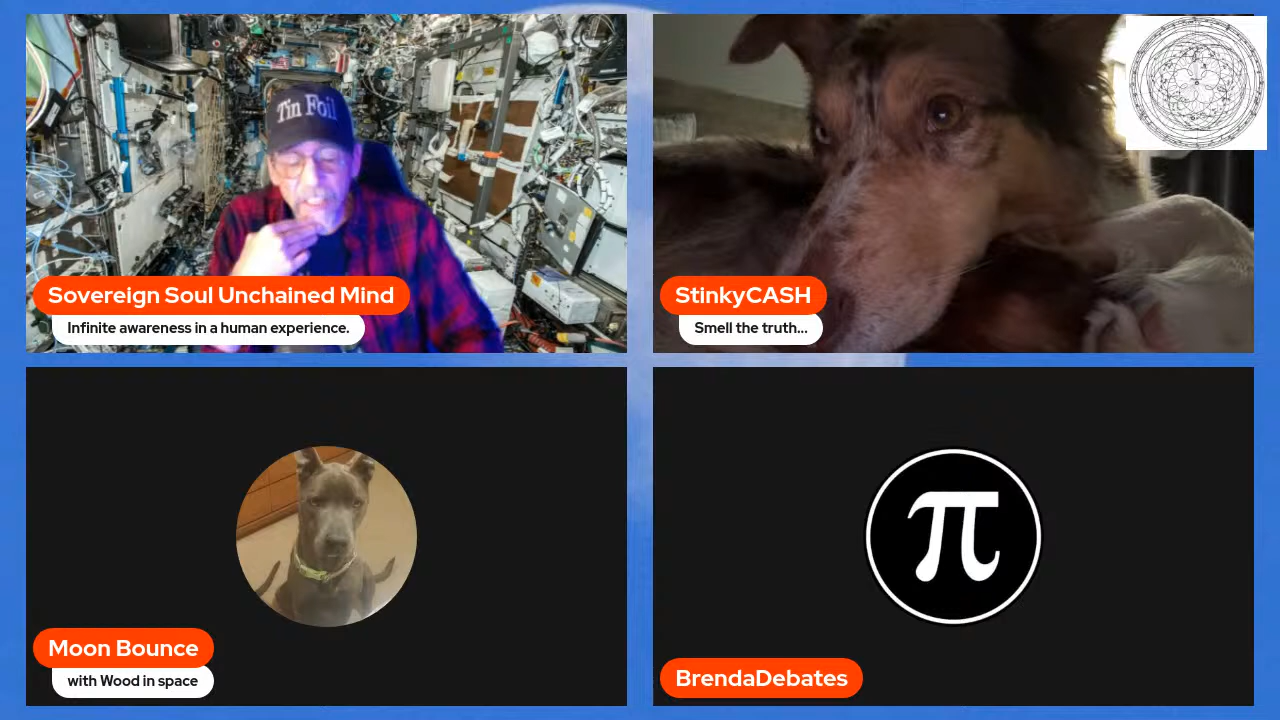 Tin Foil
Sovereign Soul Unchained Mind
Infinite awareness in a human experience.
StinkyCASH
Smell the truth...
π
Moon Bounce
with Wood in space
BrendaDebates